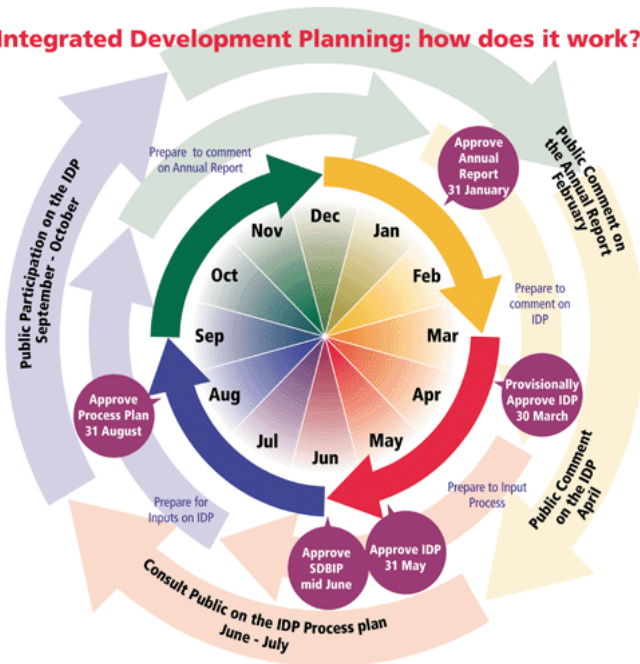 Integrated Development Planning: how does it work?
Prepare to comment
on Annual Report
Approve
Annual
Report
31 January
Public Comment on
the Annual Report
February
Public Participation on the IDP
September - October
Dec
Jan
Feb
Mar
Apr
May
Jun
Jul
Aug
Sep
Oct
Nov
Prepare to
comment on
IDP
Provisionally
Approve IDP
30 March
Public Comment
on the IDP
April
Prepare to Input
Process
Approve IDP
31 May
Approve
SDBIP
mid June
Consult Public on the IDP Process plan
June - July
Prepare for
Inputs on IDP
Approve
Process Plan
31 August